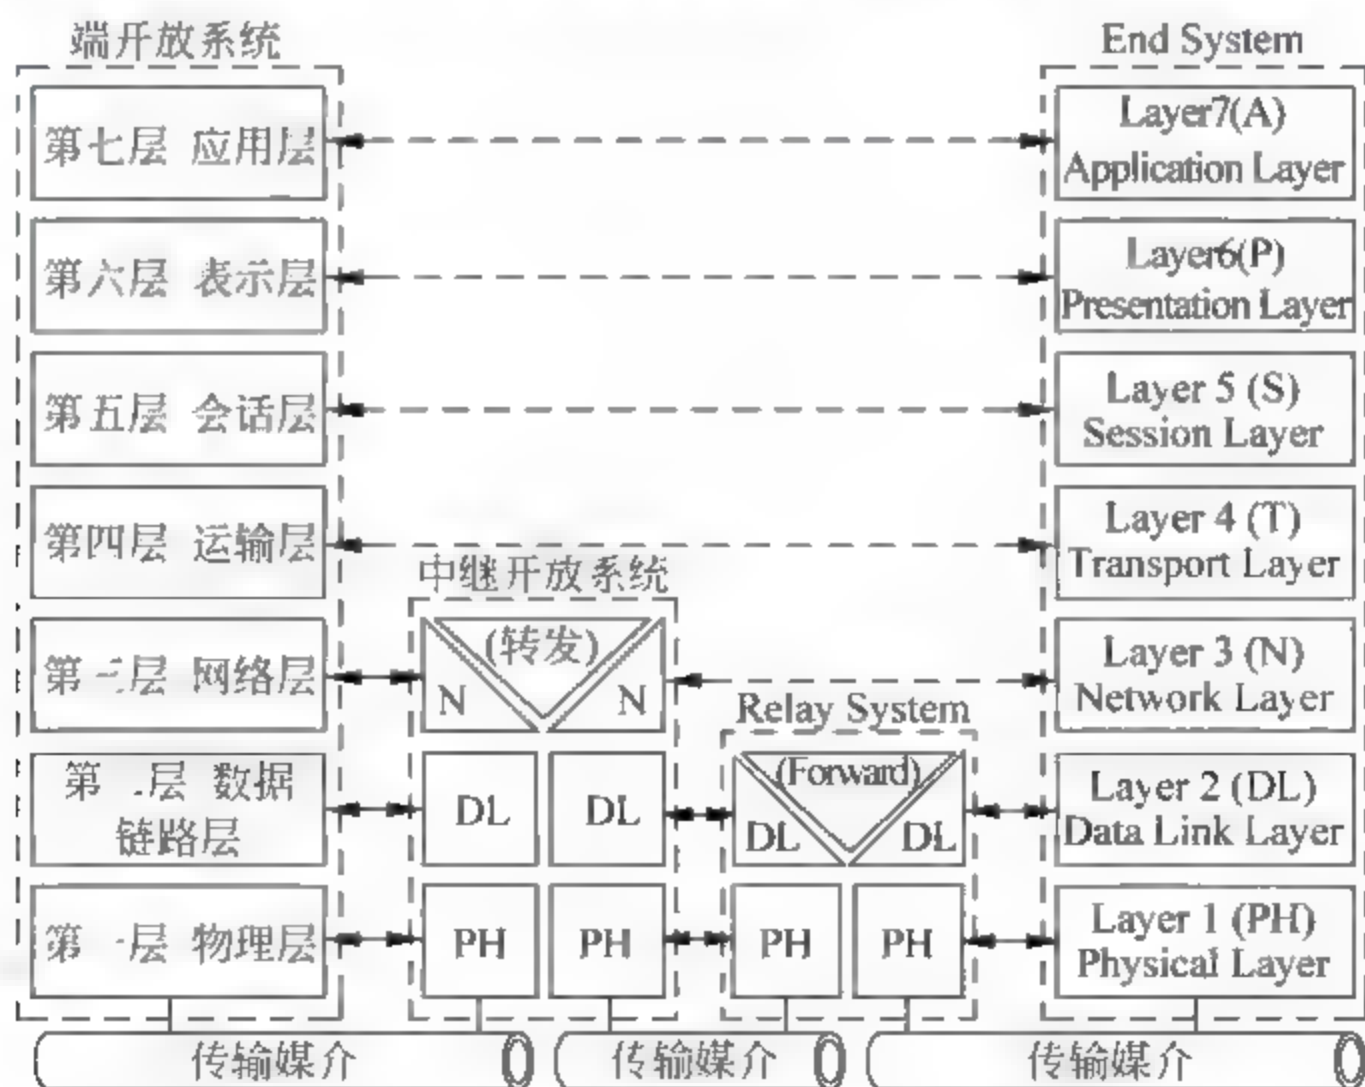 端开放系统
第七层 应用层
第六层 表示层
第五层 会话层
第四层 运输层
第三层 网络层
第二层 数据
链路层
第一层 物理层
中继开放系统
(转发)
N N
DL DL
PH PH
Relay System
(Forward)
DL DL
PH PH
End System
Layer7(A)
Application Layer
Layer6(P)
Presentation Layer
Layer 5 (S)
Session Layer
Layer 4 (T)
Transport Layer
Layer 3 (N)
Network Layer
Layer 2 (DL)
Data Link Layer
Layer 1 (PH)
Physical Layer
传输媒介
传输媒介
传输媒介